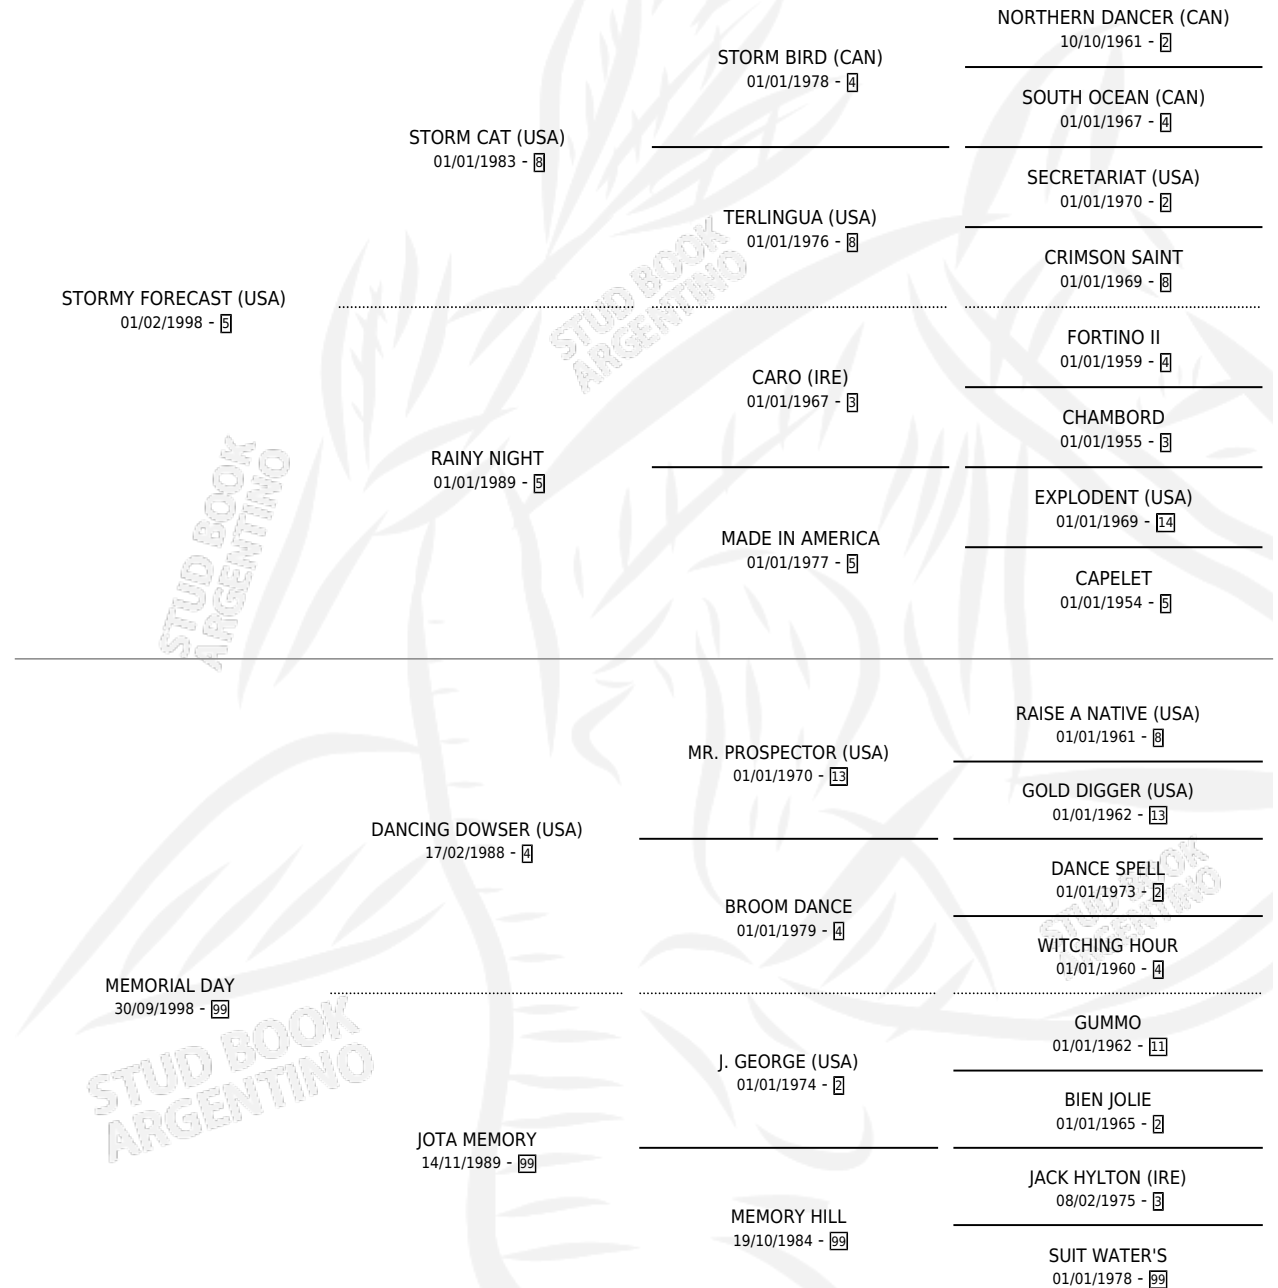 NORTHERN DANCER (CAN)
10/10/1961 - 2
STORM BIRD (CAN)
01/01/1978 - 4
SOUTH OCEAN (CAN)
01/01/1967 - 4
STORM CAT (USA)
01/01/1983 - 8
SECRETARIAT (USA)
01/01/1970 - 2
TERLINGUA (USA)
01/01/1976 - 8
CRIMSON SAINT
01/01/1969 - 8
STORMY FORECAST (USA)
01/02/1998 - 5
STUD BOOK
ARGENTINO
FORTINO II
01/01/1959 - 4
CARO (IRE)
01/01/1967 - 3
CHAMBORD
01/01/1955 - 3
RAINY NIGHT
01/01/1989 - 5
EXPLODENT (USA)
01/01/1969 - 14
MADE IN AMERICA
01/01/1977 - 5
CAPELET
01/01/1954 - 5
STUD BOOK
ARGENTINO
RAISE A NATIVE (USA)
01/01/1961 - 8
MR. PROSPECTOR (USA)
01/01/1970 - 13
GOLD DIGGER (USA)
01/01/1962 - 13
DANCING DOWSER (USA)
17/02/1988 - 4
DANCE SPELL
01/01/1973 - 2
BROOM DANCE
01/01/1979 - 4
STUD BOOK
ARGENTINO
WITCHING HOUR
01/01/1960 - 4
MEMORIAL DAY
30/09/1998 - 99
STUD BOOK
ARGENTINO
GUMMO
01/01/1962 - 11
J. GEORGE (USA)
01/01/1974 - 2
BIEN JOLIE
01/01/1965 - 2
JOTA MEMORY
14/11/1989 - 99
JACK HYLTON (IRE)
08/02/1975 - 3
MEMORY HILL
19/10/1984 - 99
SUIT WATER'S
01/01/1978 - 99